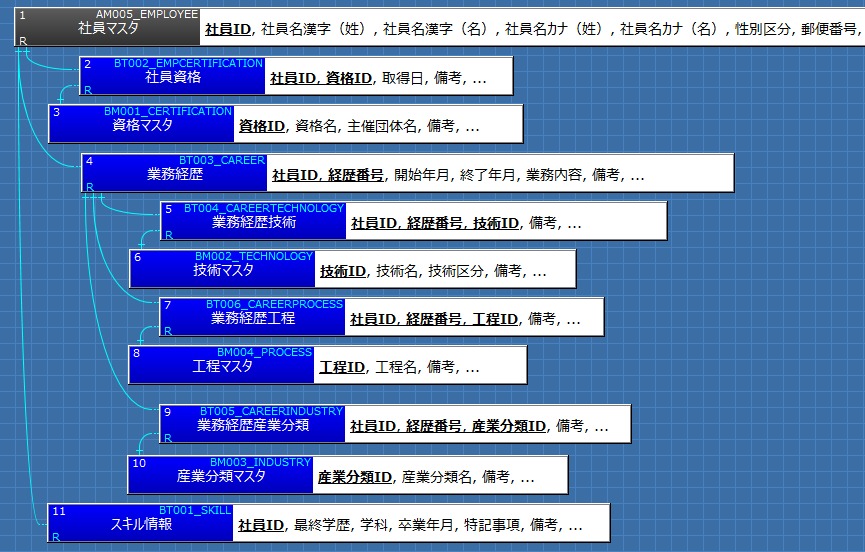 1 AM005_EMPLOYEE
社員マスタ
R
社員ID, 社員名漢字（姓）, 社員名漢字（名）, 社員名カナ（姓）, 社員名カナ（名）, 性別区分, 郵便番号,
2 BT002_EMPCERTIFICATION
社員資格
R
社員ID, 資格ID, 取得日, 備考, ...
3 BM001_CERTIFICATION
資格マスタ
資格ID, 資格名, 主催団体名, 備考, ...
4 BT003_CAREER
業務経歴
R
社員ID, 経歴番号, 開始年月, 終了年月, 業務内容, 備考, ...
5 BT004_CAREERTECHNOLOGY
業務経歴技術
R
社員ID, 経歴番号, 技術ID, 備考, ...
6 BM002_TECHNOLOGY
技術マスタ
技術ID, 技術名, 技術区分, 備考, ...
7 BT006_CAREERPROCESS
業務経歴工程
R
社員ID, 経歴番号, 工程ID, 備考, ...
8 BM004_PROCESS
工程マスタ
工程ID, 工程名, 備考, ...
9 BT005_CAREERINDUSTRY
業務経歴産業分類
R
社員ID, 経歴番号, 産業分類ID, 備考, ...
10 BM003_INDUSTRY
産業分類マスタ
産業分類ID, 産業分類名, 備考, ...
11 BT001_SKILL
スキル情報
R
社員ID, 最終学歴, 学科, 卒業年月, 特記事項, 備考, ...